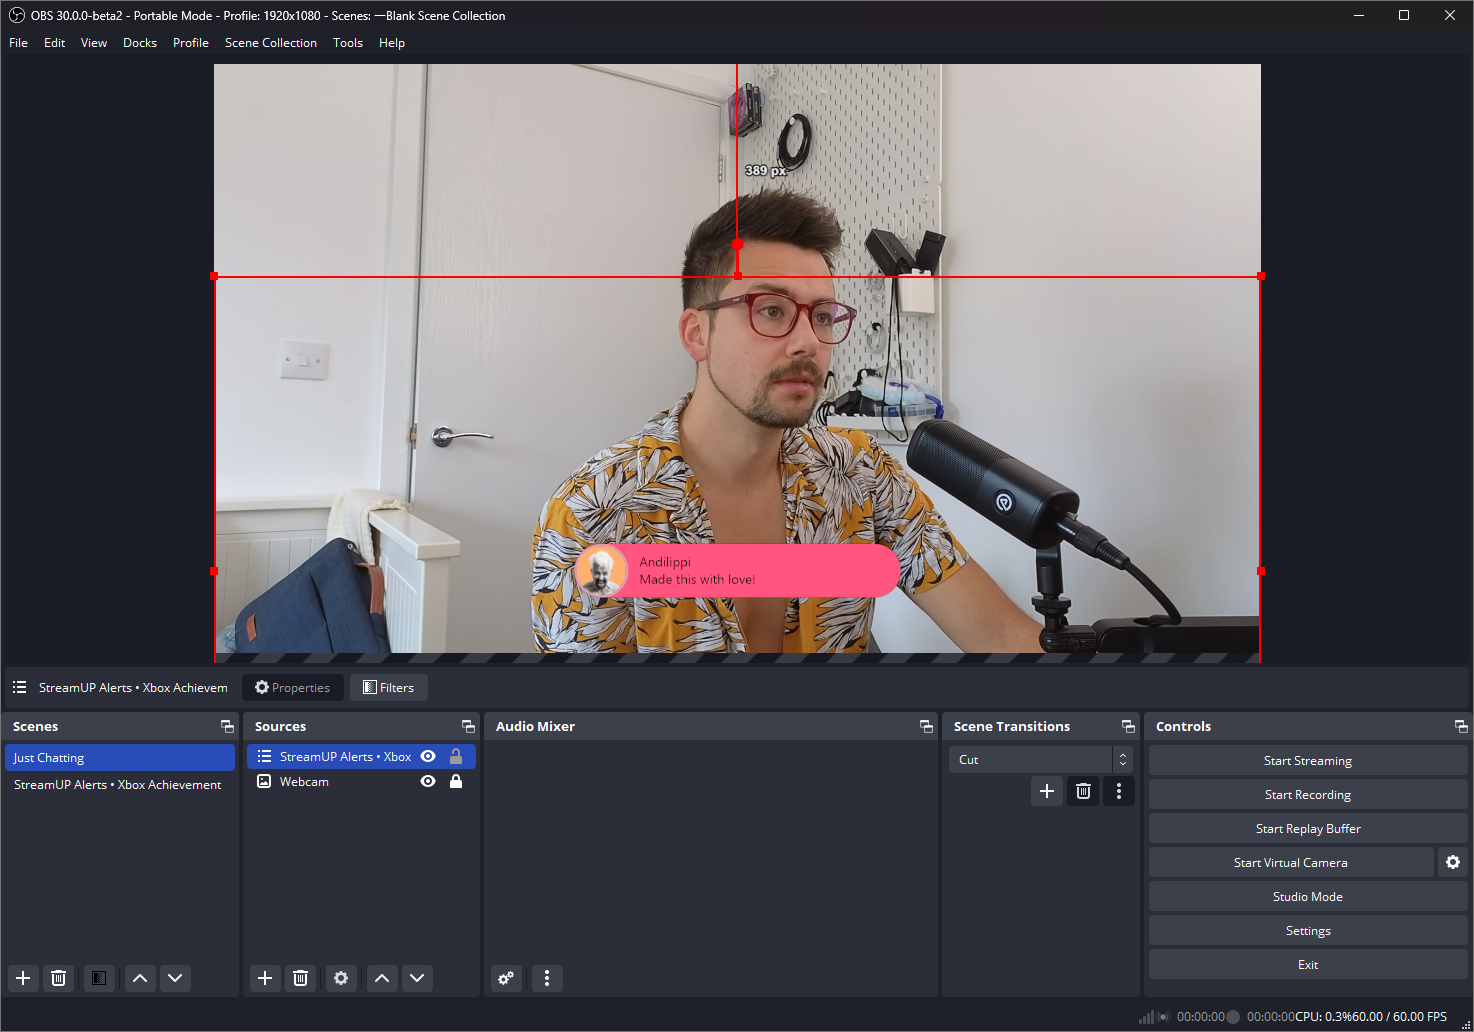 OBS 30.0.0-beta2 - Portable Mode - Profile: 1920x1080 - Scenes: —Blank Scene Collection
File Edit View Docks Profile Scene Collection Tools Help
389 px
Andilippi
Made this with love!
StreamUP Alerts • Xbox Achievem Properties Filters
Scenes
Just Chatting
StreamUP Alerts • Xbox Achievement
Sources
StreamUP Alerts • Xbox
Webcam
Audio Mixer
Scene Transitions
Cut
Controls
Start Streaming
Start Recording
Start Replay Buffer
Start Virtual Camera
Studio Mode
Settings
Exit
00:00:00 00:00:00 CPU: 0.3% 60.00 / 60.00 FPS